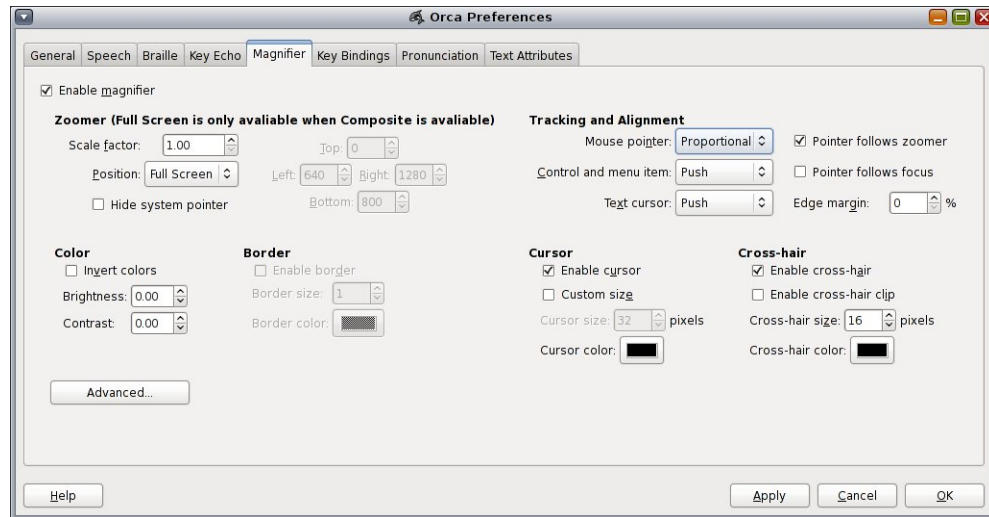 Orca Preferences
General Speech Braille Key Echo Magnifier Key Bindings Pronunciation Text Attributes
Enable magnifier
Zoomer (Full Screen is only avaliable when Composite is avaliable)
Scale factor: 1.00
Top: 0
Position: Full Screen
Left: 640 Right: 1280
Hide system pointer
Bottom: 800
Tracking and Alignment
Mouse pointer: Proportional
Pointer follows zoomer
Control and menu item: Push
Pointer follows focus
Text cursor: Push
Edge margin: 0 %
Color
Invert colors
Brightness: 0.00
Contrast: 0.00
Border
Enable border
Border size: 1
Border color:
Cursor
Enable cursor
Custom size
Cursor size: 32 pixels
Cursor color:
Cross-hair
Enable cross-hair
Enable cross-hair clip
Cross-hair size: 16 pixels
Cross-hair color:
Advanced...
Help Apply Cancel OK